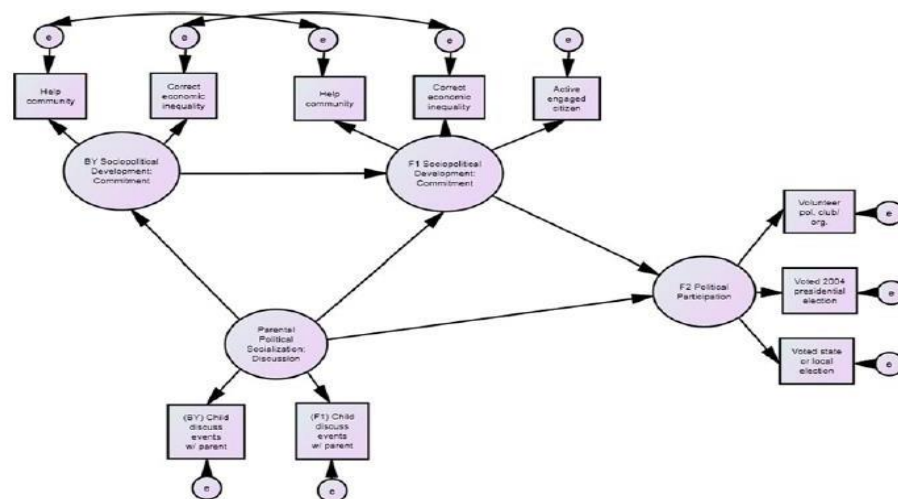 e
e
e
e
e
Help
community
Correct
economic
inequality
Help
community
Correct
economic
inequality
Active
engaged
citizen
BY Sociopolitical
Development:
Commitment
F1 Sociopolitical
Development:
Commitment
Volunteer
pol. club/
org.
e
F2 Political
Participation
Voted 2004
presidential
election
e
Voted state
or local
election
e
Parental
Political
Socialization:
Discussion
(BY) Child
discuss
events
w/ parent
(F1) Child
discuss
events
w/ parent
e
e